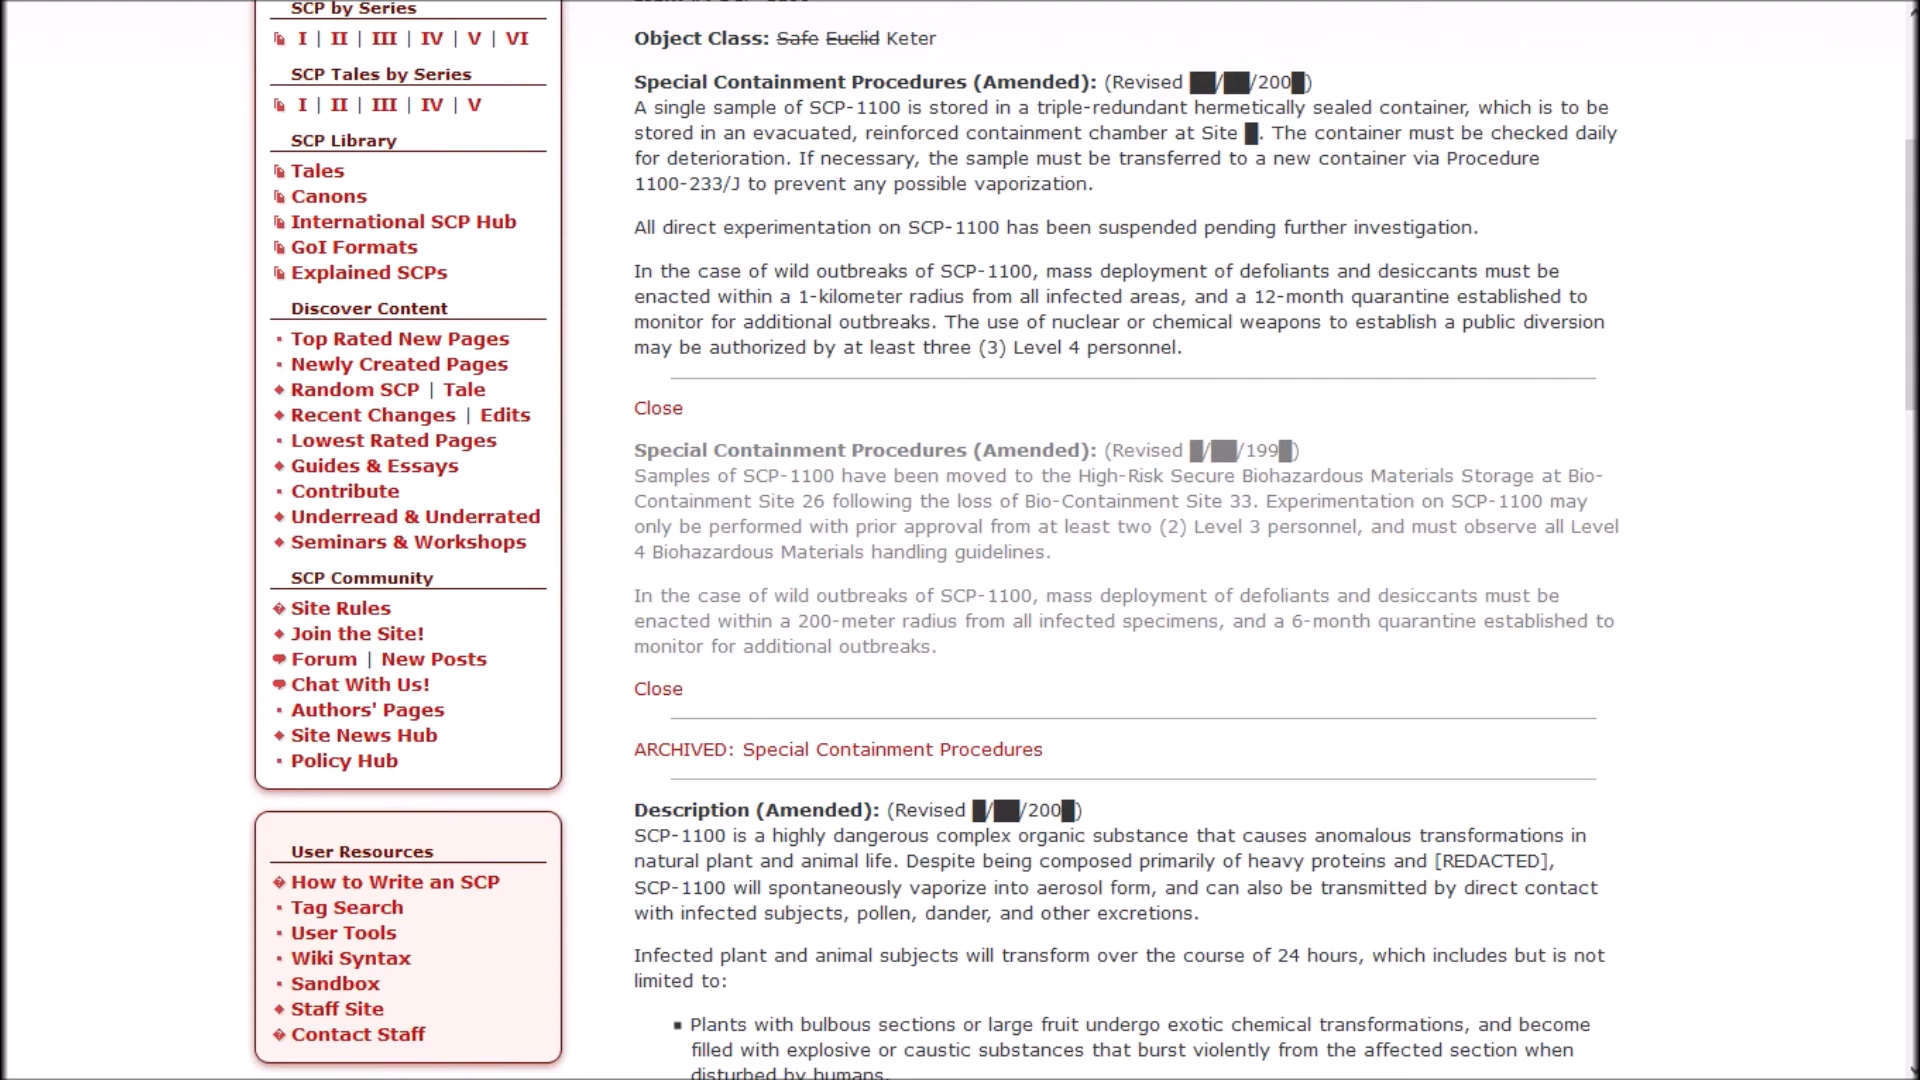 SCP by Series
I | II | III | IV | V | VI
SCP Tales by Series
I | II | III | IV | V
SCP Library
Tales
Canons
International SCP Hub
GoI Formats
Explained SCPs
Discover Content
Top Rated New Pages
Newly Created Pages
Random SCP | Tale
Recent Changes | Edits
Lowest Rated Pages
Guides & Essays
Contribute
Underread & Underrated
Seminars & Workshops
SCP Community
Site Rules
Join the Site!
Forum | New Posts
Chat With Us!
Authors' Pages
Site News Hub
Policy Hub
User Resources
How to Write an SCP
Tag Search
User Tools
Wiki Syntax
Sandbox
Staff Site
Contact Staff
Object Class: Safe Euclid Keter
Special Containment Procedures (Amended): (Revised ██/██/200█)
A single sample of SCP-1100 is stored in a triple-redundant hermetically sealed container, which is to be
stored in an evacuated, reinforced containment chamber at Site █. The container must be checked daily
for deterioration. If necessary, the sample must be transferred to a new container via Procedure
1100-233/J to prevent any possible vaporization.
All direct experimentation on SCP-1100 has been suspended pending further investigation.
In the case of wild outbreaks of SCP-1100, mass deployment of defoliants and desiccants must be
enacted within a 1-kilometer radius from all infected areas, and a 12-month quarantine established to
monitor for additional outbreaks. The use of nuclear or chemical weapons to establish a public diversion
may be authorized by at least three (3) Level 4 personnel.
Close
Special Containment Procedures (Amended): (Revised █/██/199█)
Samples of SCP-1100 have been moved to the High-Risk Secure Biohazardous Materials Storage at Bio-
Containment Site 26 following the loss of Bio-Containment Site 33. Experimentation on SCP-1100 may
only be performed with prior approval from at least two (2) Level 3 personnel, and must observe all Level
4 Biohazardous Materials handling guidelines.
In the case of wild outbreaks of SCP-1100, mass deployment of defoliants and desiccants must be
enacted within a 200-meter radius from all infected specimens, and a 6-month quarantine established to
monitor for additional outbreaks.
Close
ARCHIVED: Special Containment Procedures
Description (Amended): (Revised █/██/200█)
SCP-1100 is a highly dangerous complex organic substance that causes anomalous transformations in
natural plant and animal life. Despite being composed primarily of heavy proteins and [REDACTED],
SCP-1100 will spontaneously vaporize into aerosol form, and can also be transmitted by direct contact
with infected subjects, pollen, dander, and other excretions.
Infected plant and animal subjects will transform over the course of 24 hours, which includes but is not
limited to:
Plants with bulbous sections or large fruit undergo exotic chemical transformations, and become
filled with explosive or caustic substances that burst violently from the affected section when
disturbed by humans.